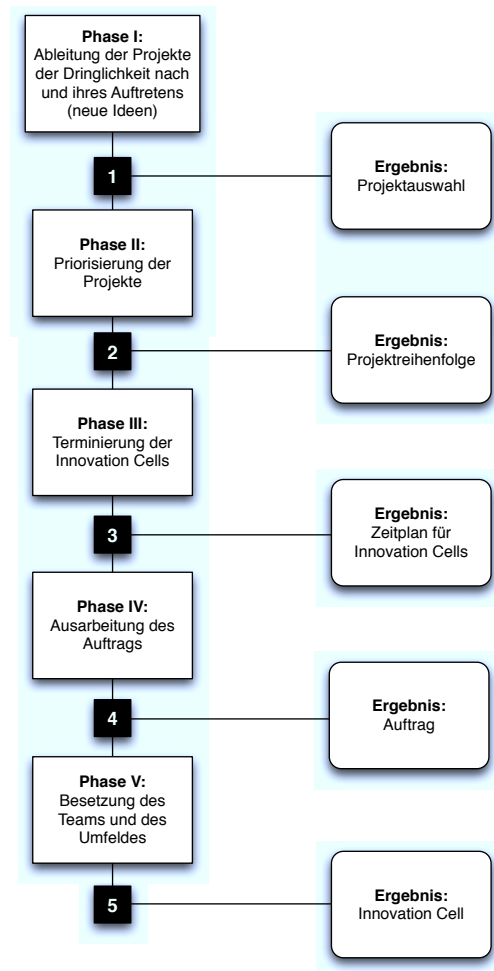 Phase I:
Ableitung der Projekte
der Dringlichkeit nach
und ihres Auftretens
(neue Ideen)
1
Ergebnis:
Projektauswahl
Phase II:
Priorisierung der
Projekte
2
Ergebnis:
Projektreihenfolge
Phase III:
Terminierung der
Innovation Cells
3
Ergebnis:
Zeitplan für
Innovation Cells
Phase IV:
Ausarbeitung des
Auftrags
4
Ergebnis:
Auftrag
Phase V:
Besetzung des
Teams und des
Umfeldes
5
Ergebnis:
Innovation Cell